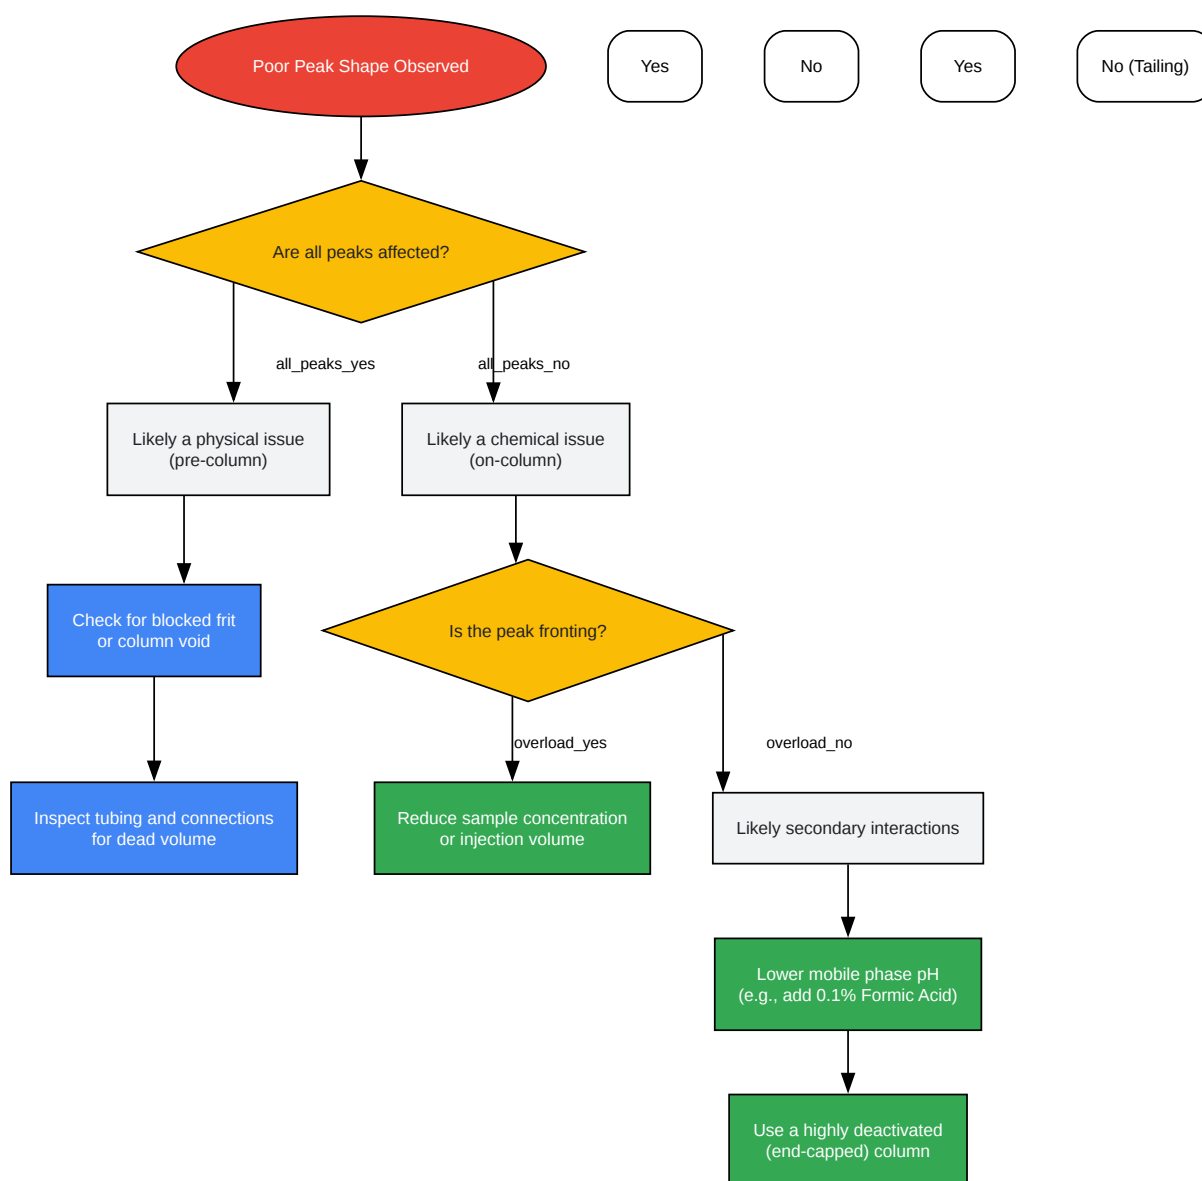 Poor Peak Shape Observed
Yes
No
Yes
No (Tailing)
Are all peaks affected?
all_peaks_yes
all_peaks_no
Likely a physical issue
(pre-column)
Likely a chemical issue
(on-column)
Check for blocked frit
or column void
Is the peak fronting?
overload_yes
overload_no
Inspect tubing and connections
for dead volume
Reduce sample concentration
or injection volume
Likely secondary interactions
Lower mobile phase pH
(e.g., add 0.1% Formic Acid)
Use a highly deactivated
(end-capped) column